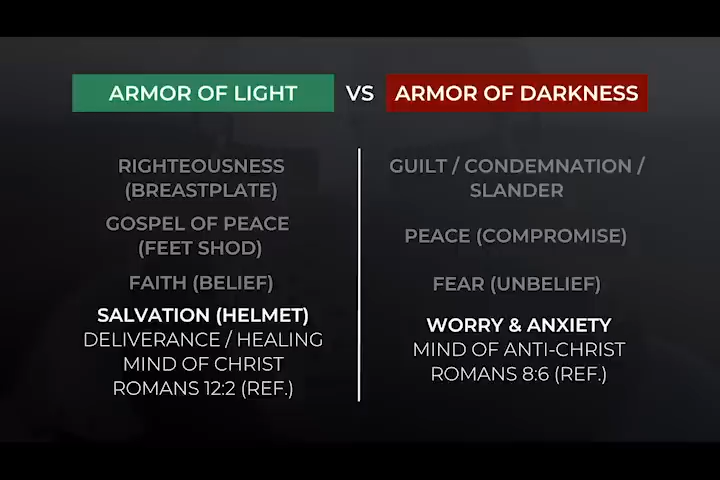 ARMOR OF LIGHT VS ARMOR OF DARKNESS
RIGHTEOUSNESS
(BREASTPLATE)
GOSPEL OF PEACE
(FEET SHOD)
FAITH (BELIEF)
SALVATION (HELMET)
DELIVERANCE / HEALING
MIND OF CHRIST
ROMANS 12:2 (REF.)
GUILT / CONDEMNATION /
SLANDER
PEACE (COMPROMISE)
FEAR (UNBELIEF)
WORRY & ANXIETY
MIND OF ANTI-CHRIST
ROMANS 8:6 (REF.)